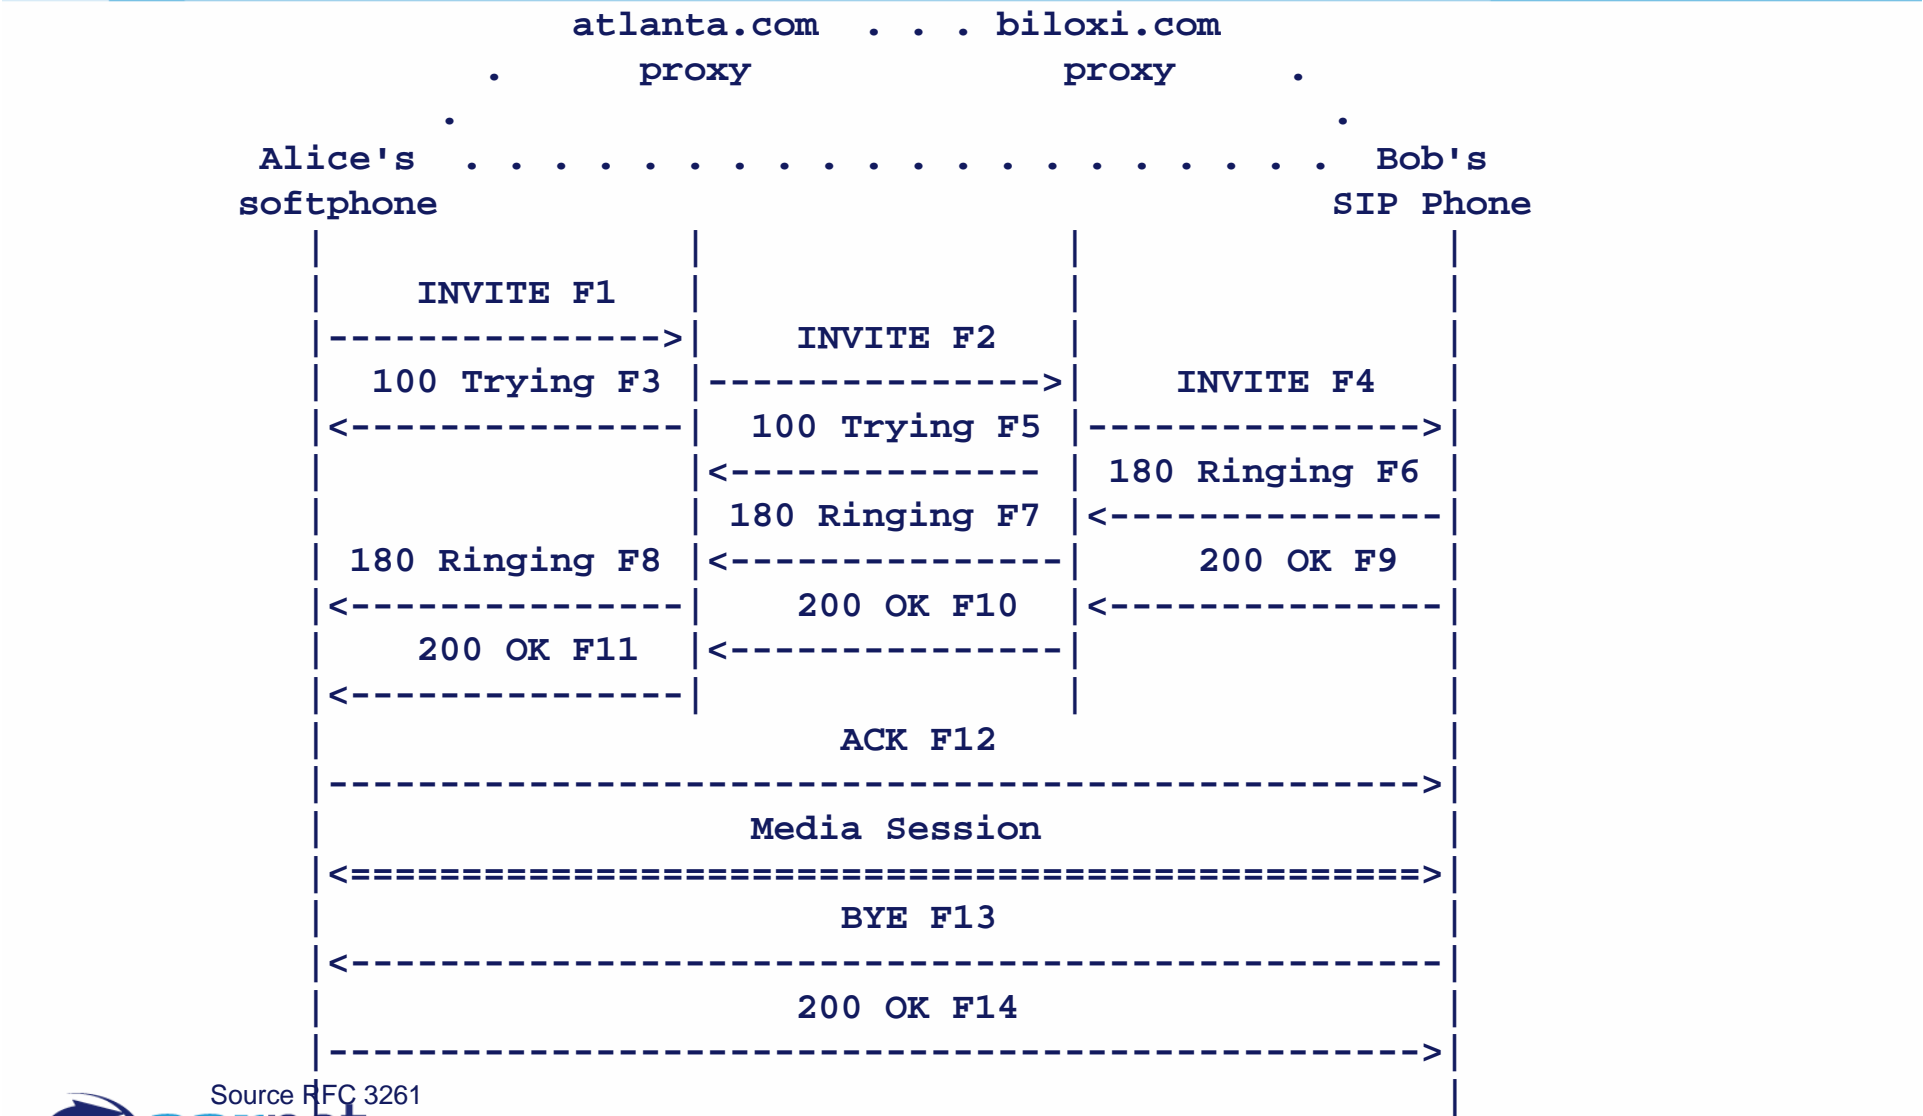 atlanta.com . . . biloxi.com
. proxy proxy .
. .
Alice's . . . . . . . . . . . . . . . . . . . . Bob's
softphone SIP Phone
| | | |
| INVITE F1 | | |
|--------------->| INVITE F2 | |
| 100 Trying F3 |--------------->| INVITE F4 |
|<---------------| 100 Trying F5 |--------------->|
| |<-------------- | 180 Ringing F6 |
| | 180 Ringing F7 |<---------------|
| 180 Ringing F8 |<---------------| 200 OK F9 |
|<---------------| 200 OK F10 |<---------------|
| 200 OK F11 |<---------------| |
|<---------------| | |
| ACK F12 |
|------------------------------------------------->|
| Media Session |
|<================================================>|
| BYE F13 |
|<-------------------------------------------------|
| 200 OK F14 |
|------------------------------------------------->|
Source RFC 3261